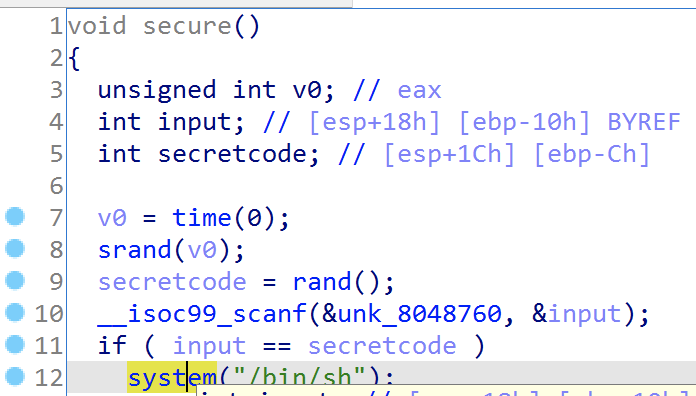 1 void secure()
2 {
3 unsigned int v0; // eax
4 int input; // [esp+18h] [ebp-10h] BYREF
5 int secretcode; // [esp+1Ch] [ebp-Ch]
6
7 v0 = time(0);
8 srand(v0);
9 secretcode = rand();
10 __isoc99_scanf(&unk_8048760, &input);
11 if ( input == secretcode )
12 system("/bin/sh");